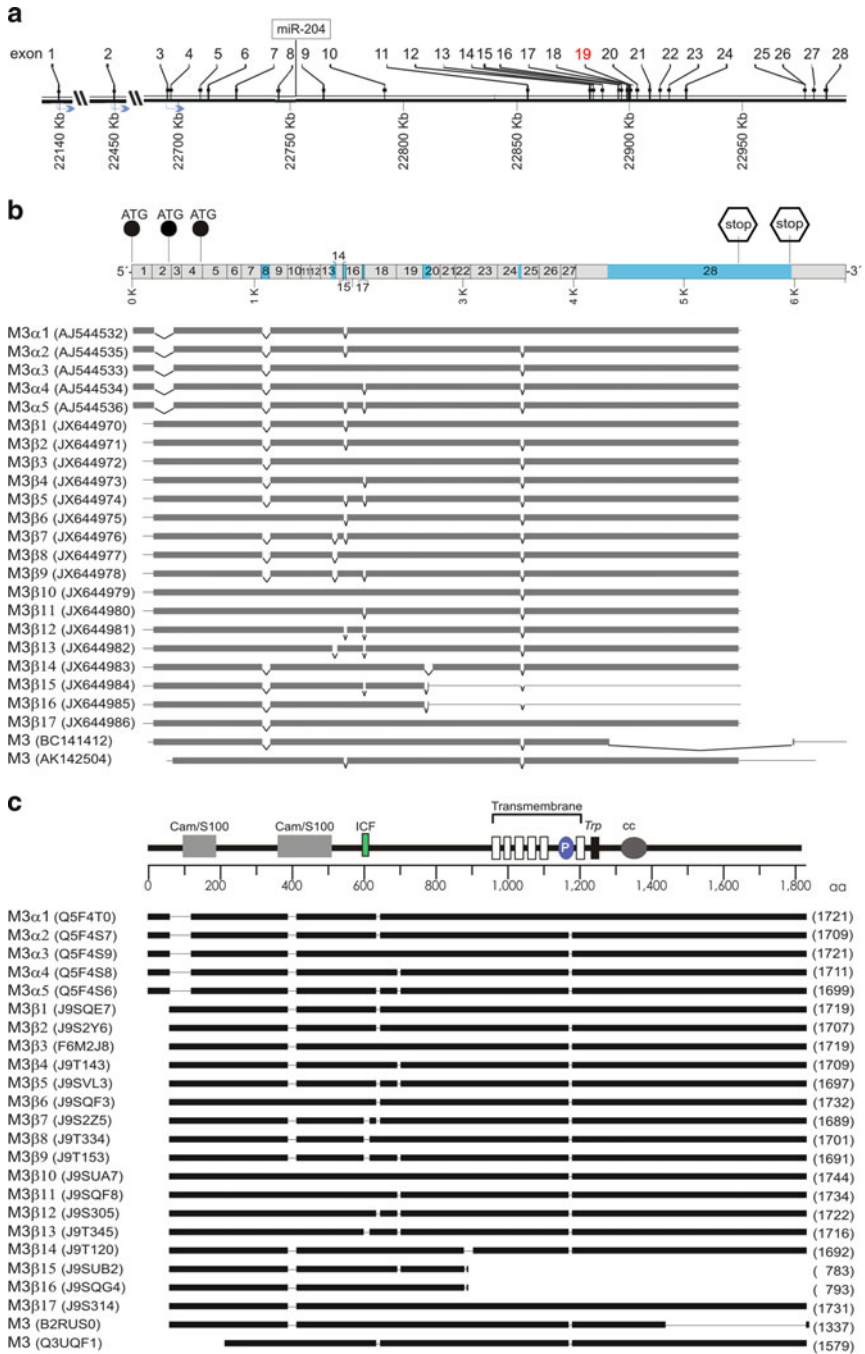 a
miR-204
exon 1 2 3 4 5 6 7 8 9 10 11 12 13 14 15 16 17 18 19 20 21 22 23 24 25 26 27 28
22140 Kb 22450 Kb 22700 Kb 22750 Kb 22800 Kb 22850 Kb 22900 Kb 22950 Kb
b
ATG ATG ATG stop stop
14
5´ 1 2 3 4 5 6 7 8 9 10 11 12 13 16 18 19 20 21 22 23 24 25 26 27 28 3´
15 17
0 K 1 K 3 K 4 K 5 K 6 K
M3α1 (AJ544532)
M3α2 (AJ544535)
M3α3 (AJ544533)
M3α4 (AJ544534)
M3α5 (AJ544536)
M3β1 (JX644970)
M3β2 (JX644971)
M3β3 (JX644972)
M3β4 (JX644973)
M3β5 (JX644974)
M3β6 (JX644975)
M3β7 (JX644976)
M3β8 (JX644977)
M3β9 (JX644978)
M3β10 (JX644979)
M3β11 (JX644980)
M3β12 (JX644981)
M3β13 (JX644982)
M3β14 (JX644983)
M3β15 (JX644984)
M3β16 (JX644985)
M3β17 (JX644986)
M3 (BC141412)
M3 (AK142504)
c
Transmembrane
Cam/S100 Cam/S100 ICF Trp cc
P
0 200 400 600 800 1,000 1,200 1,400 1,600 1,800 aa
M3α1 (Q5F4T0) (1721)
M3α2 (Q5F4S7) (1709)
M3α3 (Q5F4S9) (1721)
M3α4 (Q5F4S8) (1711)
M3α5 (Q5F4S6) (1699)
M3β1 (J9SQE7) (1719)
M3β2 (J9S2Y6) (1707)
M3β3 (F6M2J8) (1719)
M3β4 (J9T143) (1709)
M3β5 (J9SVL3) (1697)
M3β6 (J9SQF3) (1732)
M3β7 (J9S2Z5) (1689)
M3β8 (J9T334) (1701)
M3β9 (J9T153) (1691)
M3β10 (J9SUA7) (1744)
M3β11 (J9SQF8) (1734)
M3β12 (J9S305) (1722)
M3β13 (J9T345) (1716)
M3β14 (J9T120) (1692)
M3β15 (J9SUB2) ( 783)
M3β16 (J9SQG4) ( 793)
M3β17 (J9S314) (1731)
M3 (B2RUS0) (1337)
M3 (Q3UQF1) (1579)